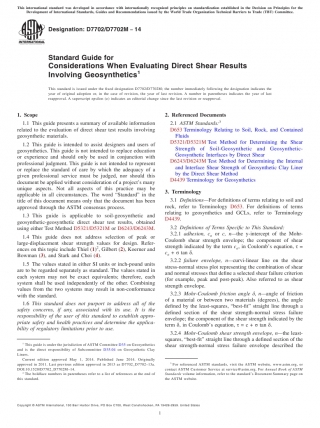 This international standard was developed in accordance with internationally recognized principles on standardization established in the Decision on Principles for the
Development of International Standards, Guides and Recommendations issued by the World Trade Organization Technical Barriers to Trade (TBT) Committee.
Designation: D7702/D7702M − 14
Standard Guide for
Considerations When Evaluating Direct Shear Results
Involving Geosynthetics¹
This standard is issued under the fixed designation D7702/D7702M; the number immediately following the designation indicates the
year of original adoption or, in the case of revision, the year of last revision. A number in parentheses indicates the year of last
reapproval. A superscript epsilon (ε) indicates an editorial change since the last revision or reapproval.
1. Scope
1.1 This guide presents a summary of available information
related to the evaluation of direct shear test results involving
geosynthetic materials.
1.2 This guide is intended to assist designers and users of
geosynthetics. This guide is not intended to replace education
or experience and should only be used in conjunction with
professional judgment. This guide is not intended to represent
or replace the standard of care by which the adequacy of a
given professional service must be judged, nor should this
document be applied without consideration of a project's many
unique aspects. Not all aspects of this practice may be
applicable in all circumstances. The word "Standard" in the
title of this document means only that the document has been
approved through the ASTM consensus process.
1.3 This guide is applicable to soil-geosynthetic and
geosynthetic-geosynthetic direct shear test results, obtained
using either Test Method D5321/D5321M or D6243/D6243M.
1.4 This guide does not address selection of peak or
large-displacement shear strength values for design. Refer-
ences on this topic include Thiel (1)², Gilbert (2), Koerner and
Bowman (3), and Stark and Choi (4).
1.5 The values stated in either SI units or inch-pound units
are to be regarded separately as standard. The values stated in
each system may not be exact equivalents; therefore, each
system shall be used independently of the other. Combining
values from the two systems may result in non-conformance
with the standard.
1.6 This standard does not purport to address all of the
safety concerns, if any, associated with its use. It is the
responsibility of the user of this standard to establish appro-
priate safety and health practices and determine the applica-
bility of regulatory limitations prior to use.
¹ This guide is under the jurisdiction of ASTM Committee D35 on Geosynthetics
and is the direct responsibility of Subcommittee D35.04 on Geosynthetic Clay
Liners.
Current edition approved May 1, 2014. Published June 2014. Originally
approved in 2011. Last previous edition approved in 2013 as D7702–13a.
DOI:10.1520/D7702_D7702M-14.
² The boldface numbers in parentheses refer to a list of references at the end of
this standard.
2. Referenced Documents
2.1 ASTM Standards:³
D653 Terminology Relating to Soil, Rock, and Contained
Fluids
D5321/D5321M Test Method for Determining the Shear
Strength of Soil-Geosynthetic and Geosynthetic-
Geosynthetic Interfaces by Direct Shear
D6243/D6243M Test Method for Determining the Internal
and Interface Shear Strength of Geosynthetic Clay Liner
by the Direct Shear Method
D4439 Terminology for Geosynthetics
3. Terminology
3.1 Definitions—For definitions of terms relating to soil and
rock, refer to Terminology D653. For definitions of terms
relating to geosynthetics and GCLs, refer to Terminology
D4439.
3.2 Definitions of Terms Specific to This Standard:
3.2.1 adhesion, cₐ or c, n—the y-intercept of the Mohr-
Coulomb shear strength envelope; the component of shear
strength indicated by the term cₐ, in Coulomb's equation, τ =
cₐ + σ tan δ.
3.2.2 failure envelope, n—curvi-linear line on the shear
stress-normal stress plot representing the combination of shear
and normal stresses that define a selected shear failure criterion
(for example, peak and post-peak). Also referred to as shear
strength envelope.
3.2.3 Mohr-Coulomb friction angle δ, n—angle of friction
of a material or between two materials (degrees), the angle
defined by the least-squares, "best-fit" straight line through a
defined section of the shear strength-normal stress failure
envelope; the component of the shear strength indicated by the
term δ, in Coulomb's equation, τ = c + σ tan δ.
3.2.4 Mohr-Coulomb shear strength envelope, n—the least-
squares, "best-fit" straight line through a defined section of the
shear strength-normal stress failure envelope described the
³ For referenced ASTM standards, visit the ASTM website, www.astm.org, or
contact ASTM Customer Service at service@astm.org. For Annual Book of ASTM
Standards volume information, refer to the standard's Document Summary page on
the ASTM website.
Copyright © ASTM International, 100 Barr Harbor Drive, PO Box C700, West Conshohocken, PA 19428-2959. United States
1